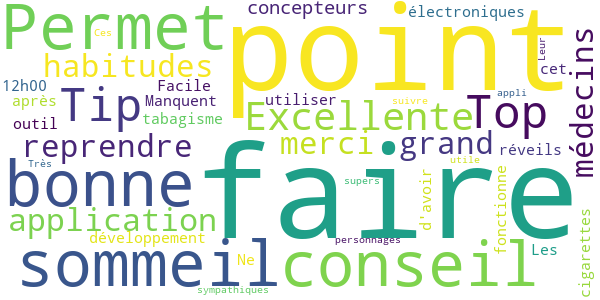 Permet
Ces
concepteurs
électroniques
point
Leur
médecins
habitudes
cet
12h00
Facile
appli
après
Tip
Manquent
utiliser
suivre
Top
outil
tabagisme
Excellente
reprendre
merci
grand
réveils
Très
utile
bonne
faire
supers
d'avoir
fonctionne
application
cigarettes
développement
personnages
sommeil
Ne
conseil
Les
sympathiques